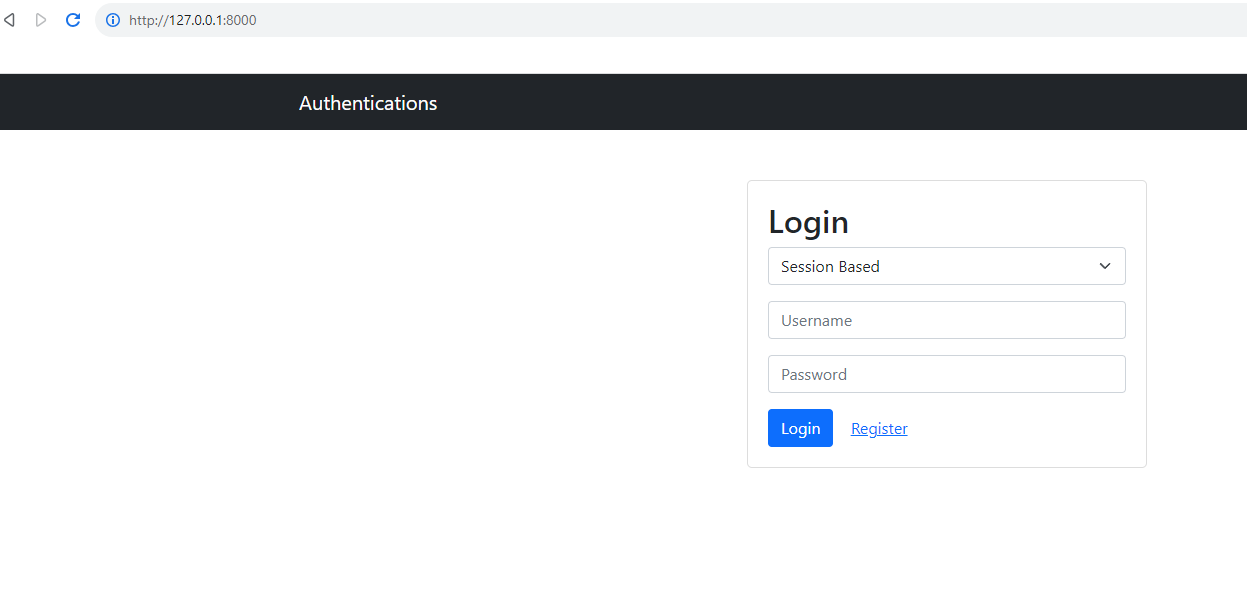 http://127.0.0.1:8000
Authentications
Login
Session Based
Username
Password
Login Register